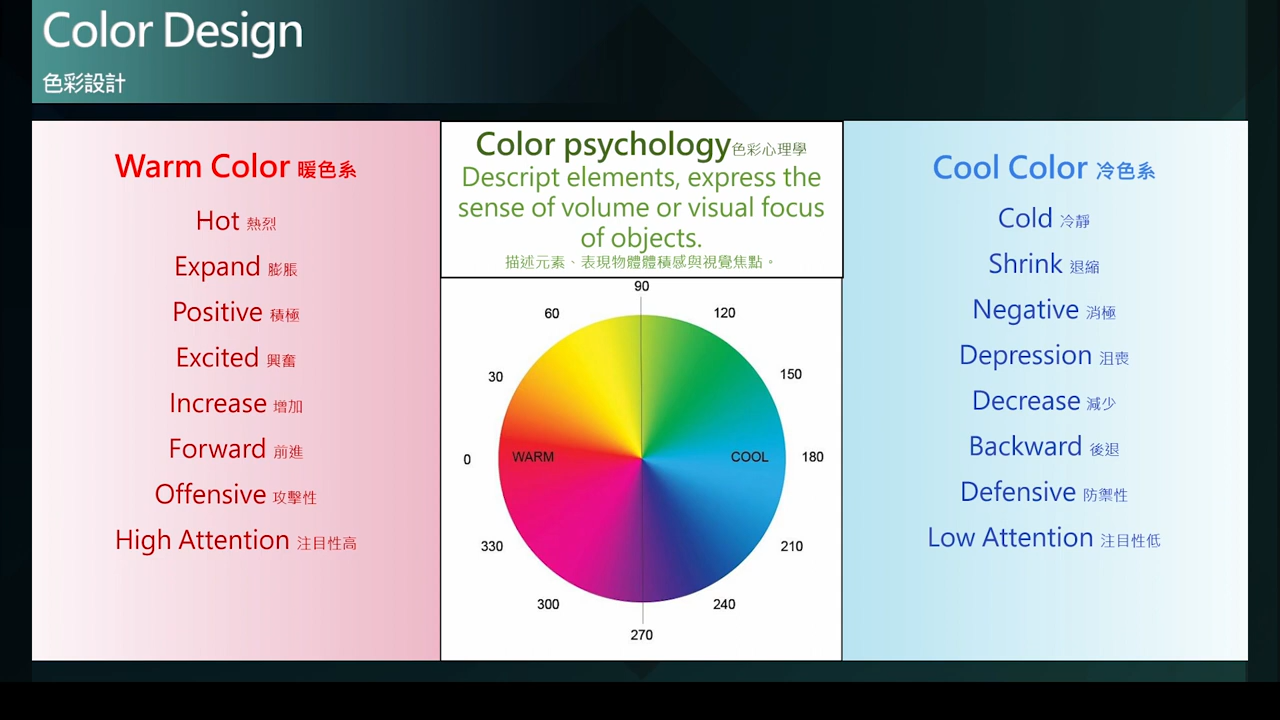 Color Design
色彩設計
Warm Color 暖色系
Hot 熱烈
Expand 膨脹
Positive 積極
Excited 興奮
Increase 增加
Forward 前進
Offensive 攻擊性
High Attention 注目性高
Color psychology色彩心理學
Descript elements, express the
sense of volume or visual focus
of objects.
描述元素、表現物體體積感與視覺焦點。
90
60
120
30
150
0
WARM
COOL
180
330
210
300
240
270
Cool Color 冷色系
Cold 冷靜
Shrink 退縮
Negative 消極
Depression 沮喪
Decrease 減少
Backward 後退
Defensive 防禦性
Low Attention 注目性低